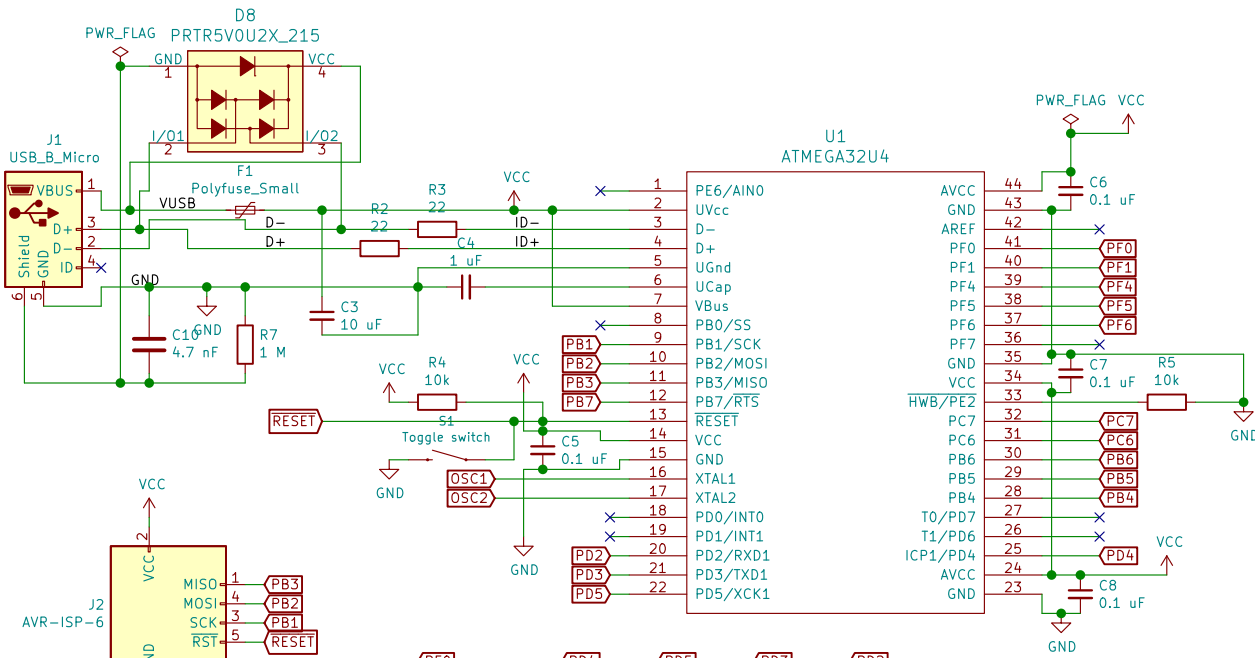 D8
PRTR5V0U2X_215
PWR_FLAG
GND
VCC
1
4
I/O1
I/O2
2
3
J1
USB_B_Micro
VBUS
1
D+
3
D-
2
ID
4
Shield
GND
6
5
F1
Polyfuse_Small
VUSB
D-
D+
R2
22
R3
22
VCC
ID-
ID+
C4
1 uF
GND
GND
C10
4.7 nF
R7
1 M
C3
10 uF
VCC
R4
10k
VCC
RESET
S1
Toggle switch
GND
C5
0.1 uF
GND
OSC1
OSC2
PB1
PB2
PB3
PB7
PD2
PD3
PD5
U1
ATMEGA32U4
1 PE6/AIN0
2 UVcc
3 D-
4 D+
5 UGnd
6 UCap
7 VBus
8 PB0/SS
9 PB1/SCK
10 PB2/MOSI
11 PB3/MISO
12 PB7/RTS
13 RESET
14 VCC
15 GND
16 XTAL1
17 XTAL2
18 PD0/INT0
19 PD1/INT1
20 PD2/RXD1
21 PD3/TXD1
22 PD5/XCK1
AVCC 44
GND 43
AREF 42
PF0 41 PF0
PF1 40 PF1
PF4 39 PF4
PF5 38 PF5
PF6 37 PF6
PF7 36
GND 35
VCC 34
HWB/PE2 33
PC7 32 PC7
PC6 31 PC6
PB6 30 PB6
PB5 29 PB5
PB4 28 PB4
T0/PD7 27
T1/PD6 26
ICP1/PD4 25 PD4
AVCC 24
GND 23
PWR_FLAG
VCC
C6
0.1 uF
C7
0.1 uF
R5
10k
GND
VCC
C8
0.1 uF
GND
VCC
2
VCC
J2
AVR-ISP-6
MISO 1 PB3
MOSI 4 PB2
SCK 3 PB1
RST 5 RESET